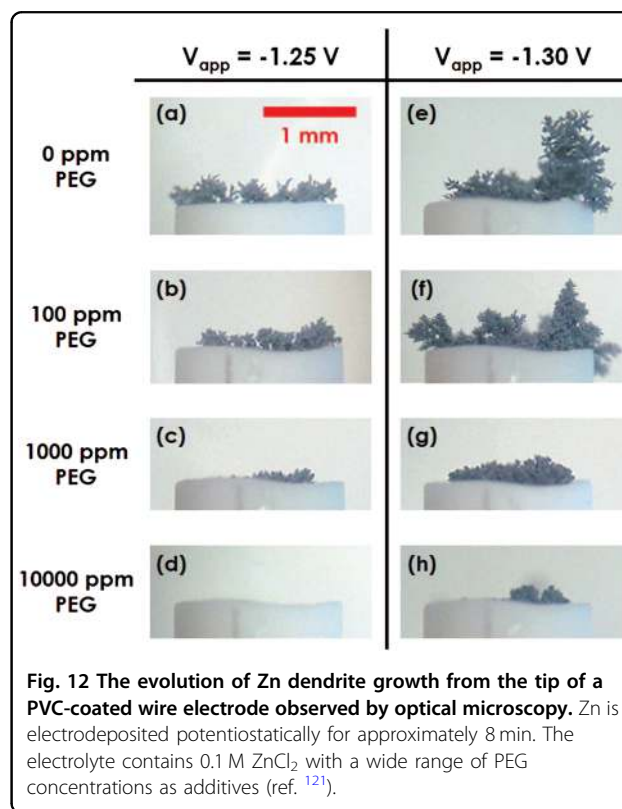 V_app = -1.25 V
V_app = -1.30 V
0 ppm
PEG
(a)
1 mm
(e)
100 ppm
PEG
(b)
(f)
1000 ppm
PEG
(c)
(g)
10000 ppm
PEG
(d)
(h)
Fig. 12 The evolution of Zn dendrite growth from the tip of a
PVC-coated wire electrode observed by optical microscopy. Zn is
electrodeposited potentiostatically for approximately 8 min. The
electrolyte contains 0.1 M ZnCl₂ with a wide range of PEG
concentrations as additives (ref. ¹²¹).